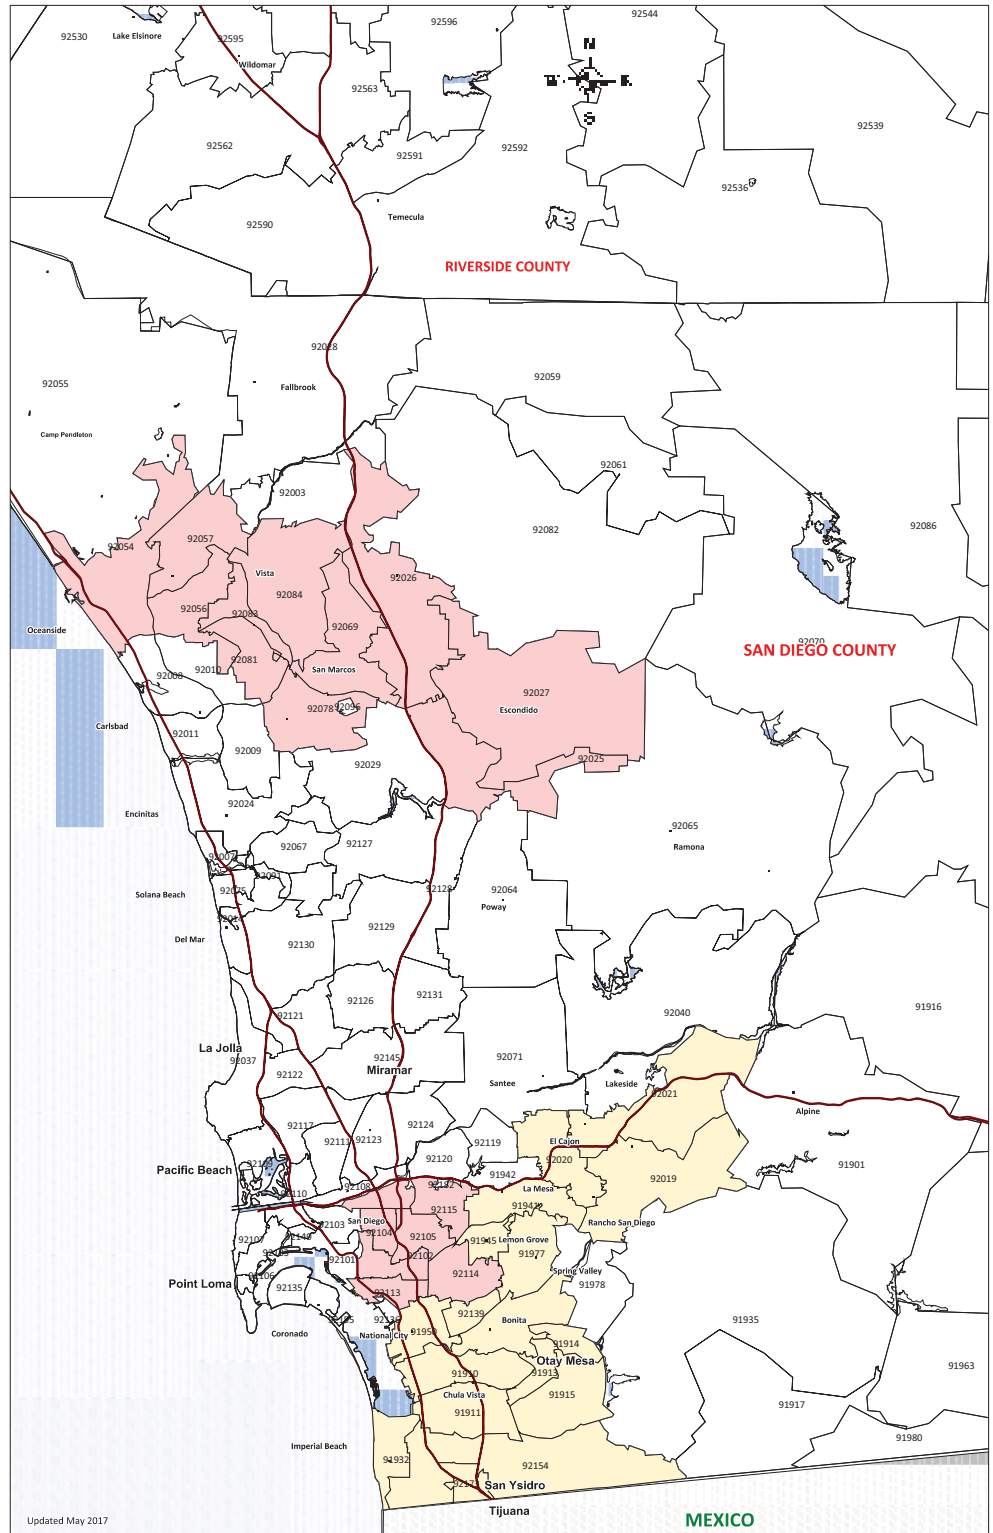 92544
92596
92530
Lake Elsinore
92595
N
Wildomar
E
92563
S
92539
92562
92592
92591
92536
Temecula
92590
RIVERSIDE COUNTY
92028
92059
92055
Fallbrook
Camp Pendleton
92061
92003
92086
92082
92057
92054
Vista
92026
92084
92056
92083
92069
Oceanside
92070
SAN DIEGO COUNTY
92081
San Marcos
92010
92008
92027
92078
92096
Escondido
Carlsbad
92011
92009
92025
92029
92024
Encinitas
92065
92127
92067
Ramona
92007
92091
92128
92064
92075
Solana Beach
Poway
92014
92129
Del Mar
92130
92131
92126
92121
92040
91916
La Jolla
92037
92145
92071
Miramar
92122
Santee
Lakeside
92021
Alpine
92117
92124
92111
92123
92119
El Cajon
92120
92020
92109
Pacific Beach
91942
91901
92019
92108
92182
La Mesa
92110
91941
92115
San Diego
92103
Rancho San Diego
92104
92105
92107
92140
91945
Lemon Grove
92102
91977
92101
92106
92114
Spring Valley
Point Loma
91978
92135
92113
92139
92136
Bonita
91935
Coronado
National City
91950
91914
Otay Mesa
91963
91910
91913
Chula Vista
91915
91917
91911
91980
Imperial Beach
91932
92154
92173
San Ysidro
Tijuana
MEXICO
Updated May 2017